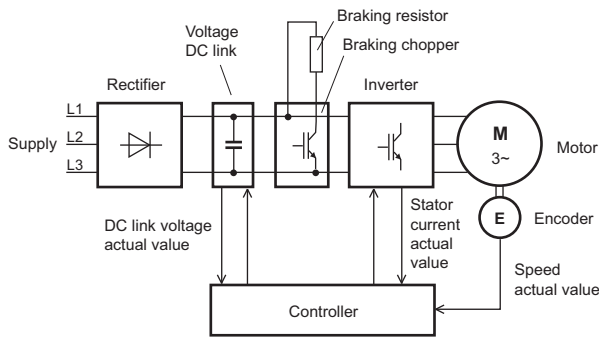 Braking resistor
Voltage
DC link
Braking chopper
Rectifier
Inverter
L1
L2
L3
Supply
M
3~
Motor
E
Encoder
DC link voltage
actual value
Stator
current
actual
value
Speed
actual value
Controller